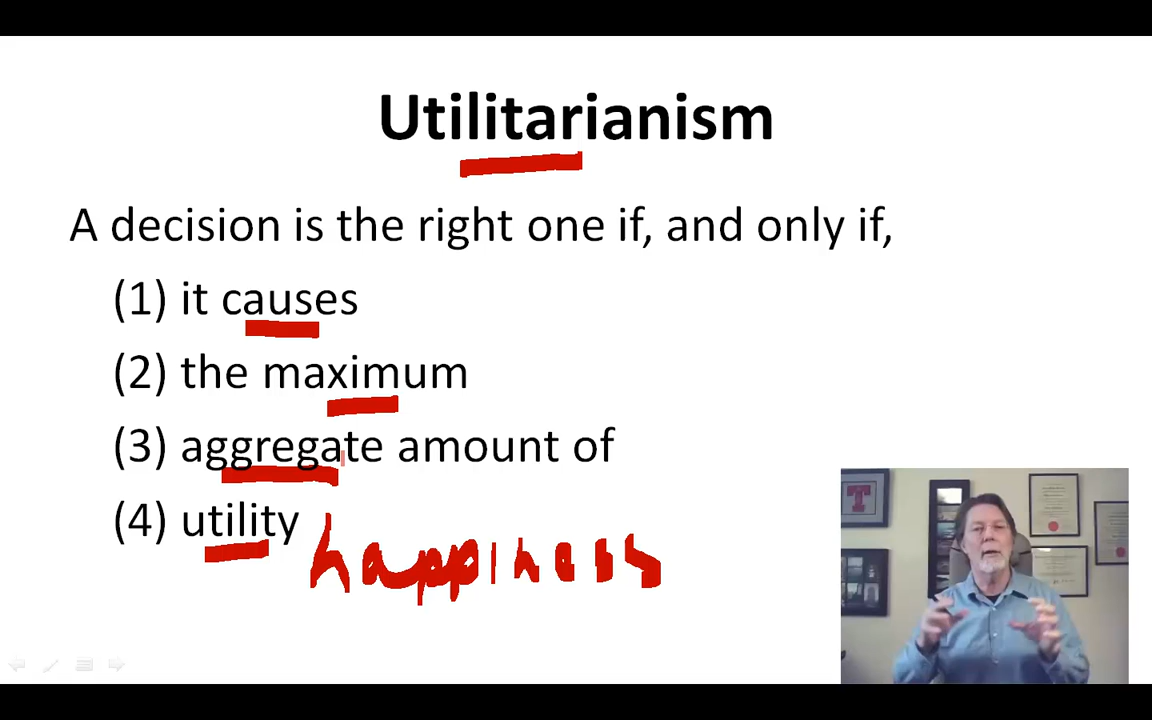 Utilitarianism
A decision is the right one if, and only if,
(1) it causes
(2) the maximum
(3) aggregate amount of
(4) utility happiness
T